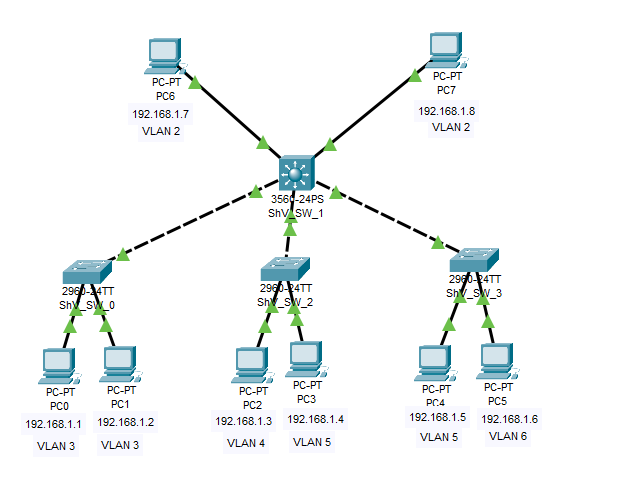 PC-PT
PC6
192.168.1.7
VLAN 2
PC-PT
PC7
192.168.1.8
VLAN 2
3560-24PS
ShV_SW_1
2960-24TT
ShV_SW_0
2960-24TT
ShV_SW_2
2960-24TT
ShV_SW_3
PC-PT
PC0
192.168.1.1
VLAN 3
PC-PT
PC1
192.168.1.2
VLAN 3
PC-PT
PC2
192.168.1.3
VLAN 4
PC-PT
PC3
192.168.1.4
VLAN 5
PC-PT
PC4
192.168.1.5
VLAN 5
PC-PT
PC5
192.168.1.6
VLAN 6